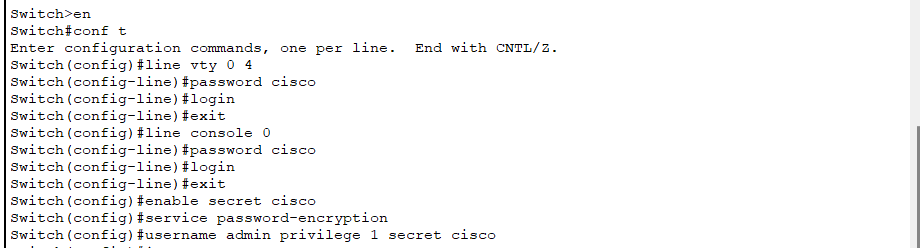 Switch>en
Switch#conf t
Enter configuration commands, one per line.  End with CNTL/Z.
Switch(config)#line vty 0 4
Switch(config-line)#password cisco
Switch(config-line)#login
Switch(config-line)#exit
Switch(config)#line console 0
Switch(config-line)#password cisco
Switch(config-line)#login
Switch(config-line)#exit
Switch(config)#enable secret cisco
Switch(config)#service password-encryption
Switch(config)#username admin privilege 1 secret cisco